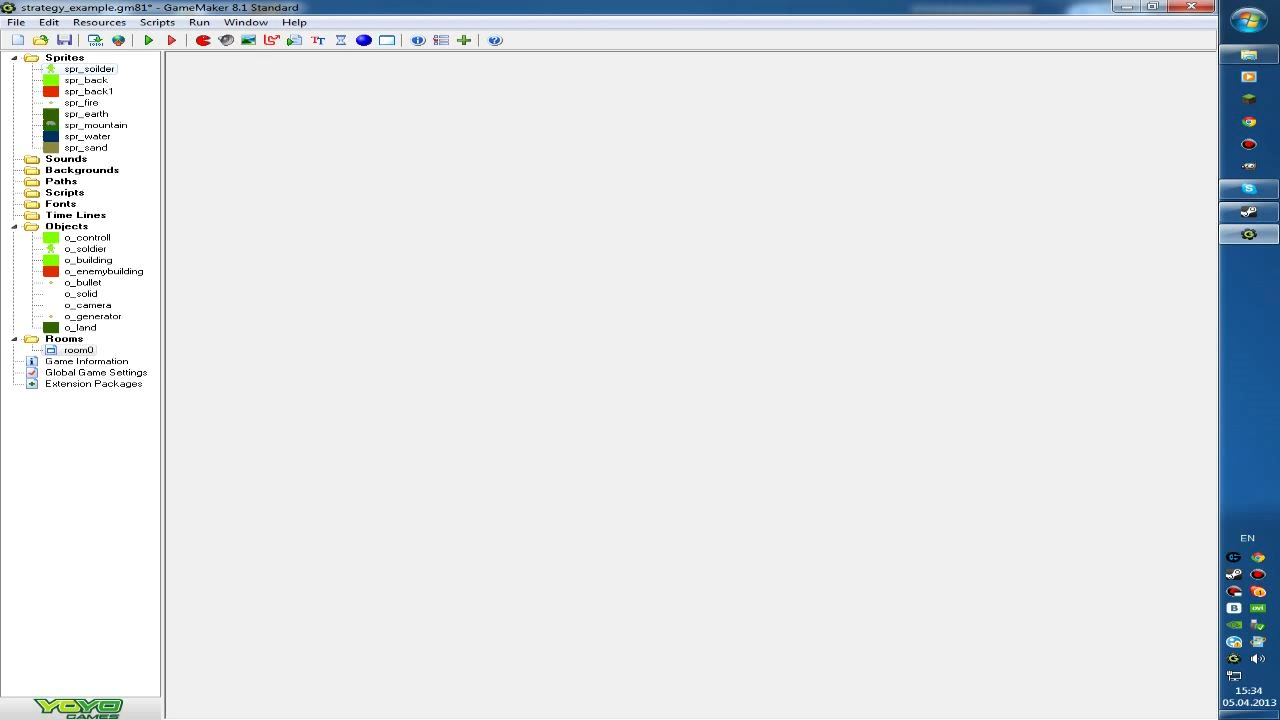 strategy_example.gm81* - GameMaker 8.1 Standard
File Edit Resources Scripts Run Window Help
Sprites
spr_soilder
spr_back
spr_back1
spr_fire
spr_earth
spr_mountain
spr_water
spr_sand
Sounds
Backgrounds
Paths
Scripts
Fonts
Time Lines
Objects
o_controll
o_soldier
o_building
o_enemybuilding
o_bullet
o_solid
o_camera
o_generator
o_land
Rooms
room0
Game Information
Global Game Settings
Extension Packages
YOYO
GAMES
EN
B
ovi
15:34
05.04.2013